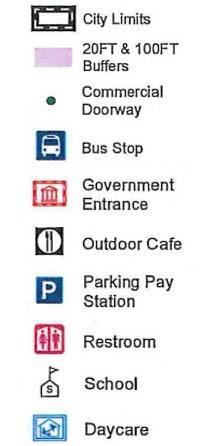 City Limits
20FT & 100FT
Buffers
Commercial
Doorway
Bus Stop
Government
Entrance
Outdoor Cafe
P
Parking Pay
Station
Restroom
S
School
Daycare